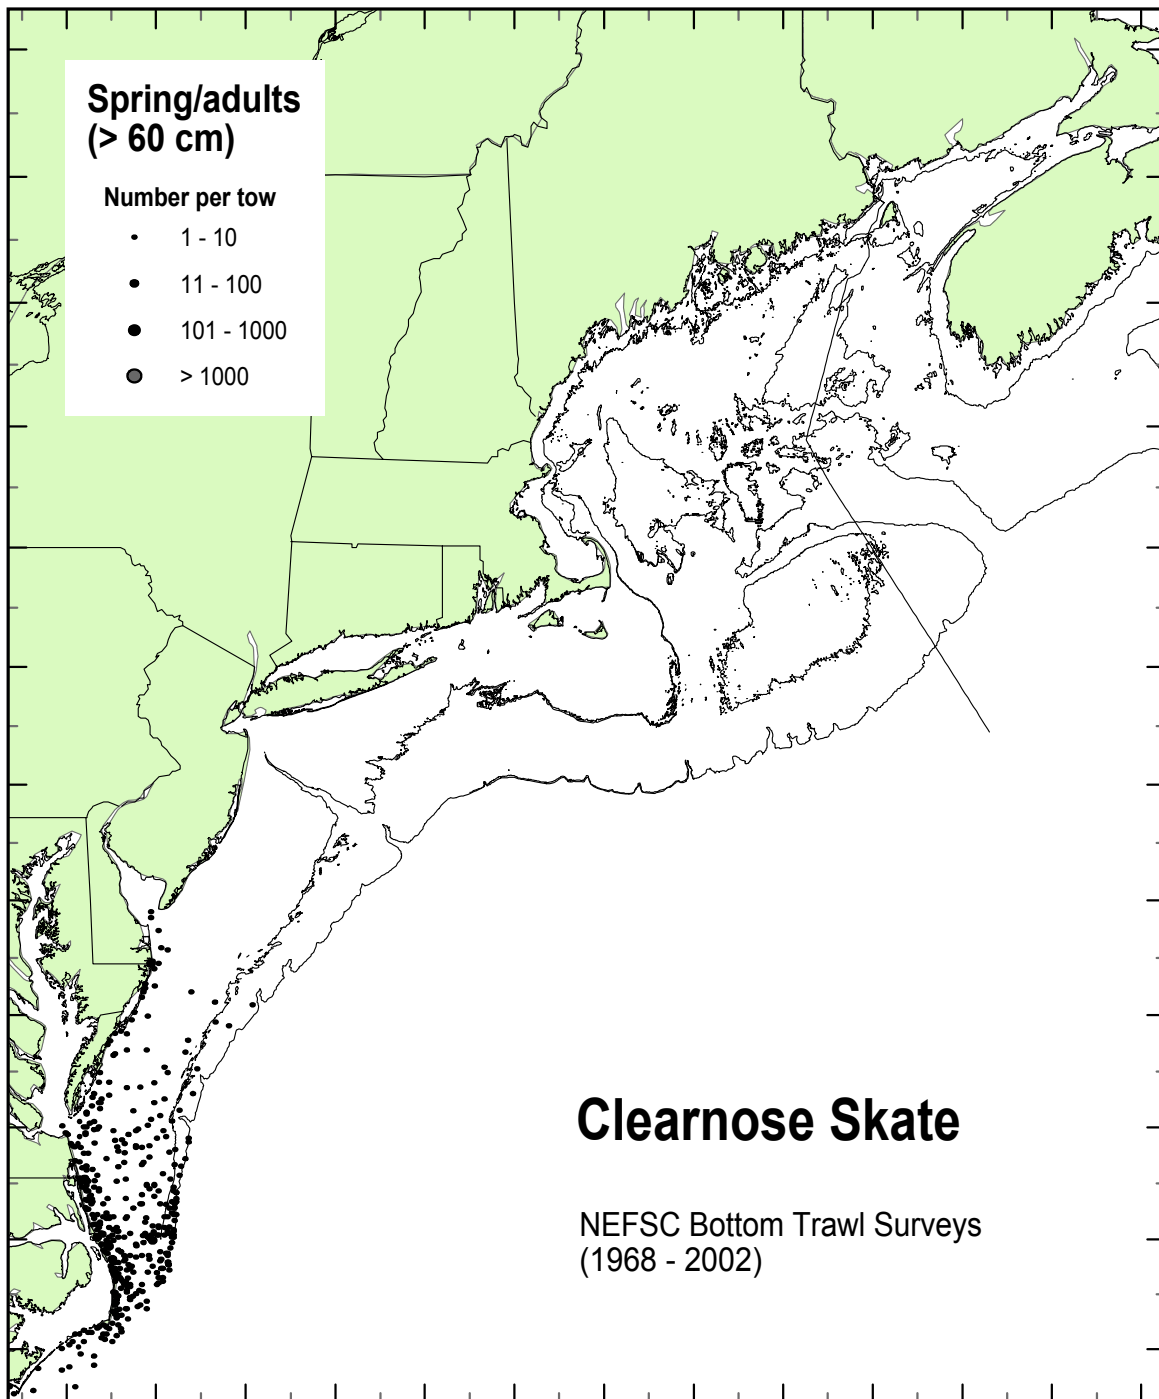 Spring/adults
(> 60 cm)
Number per tow
1 - 10
11 - 100
101 - 1000
> 1000
Clearnose Skate
NEFSC Bottom Trawl Surveys
(1968 - 2002)